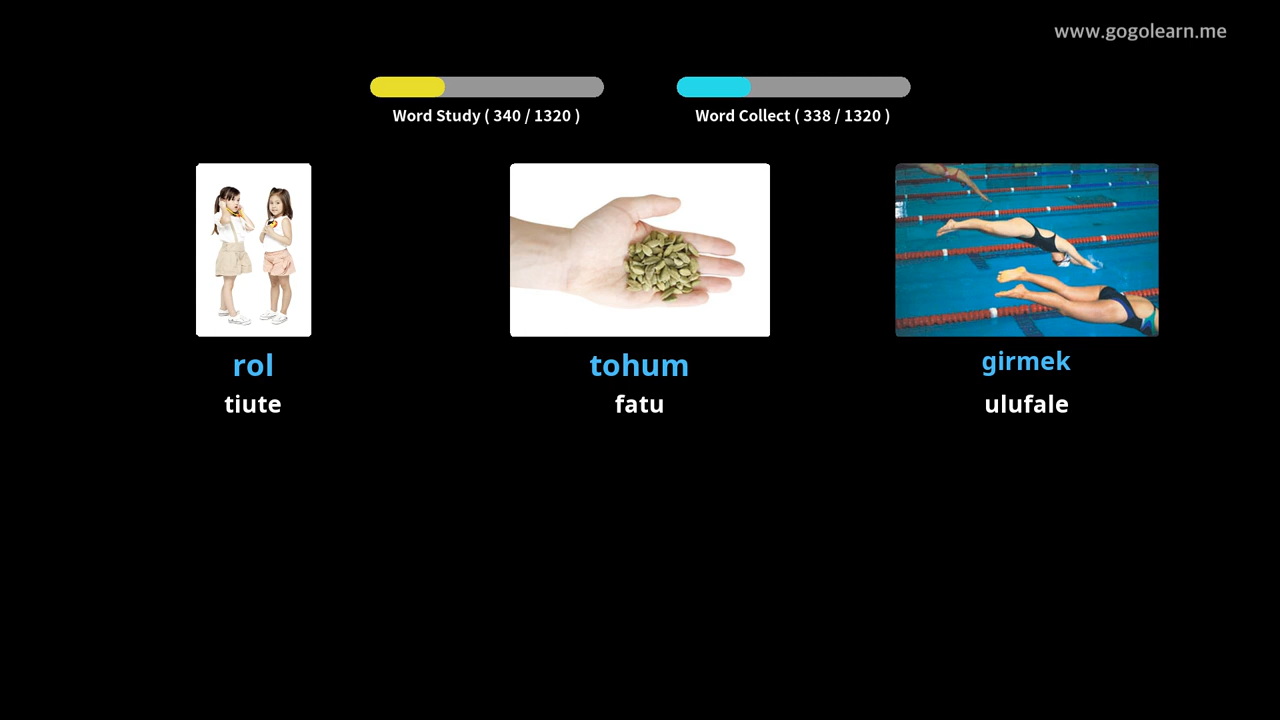 www.gogolearn.me
Word Study ( 340 / 1320 )
Word Collect ( 338 / 1320 )
rol
tiute
tohum
fatu
girmek
ulufale